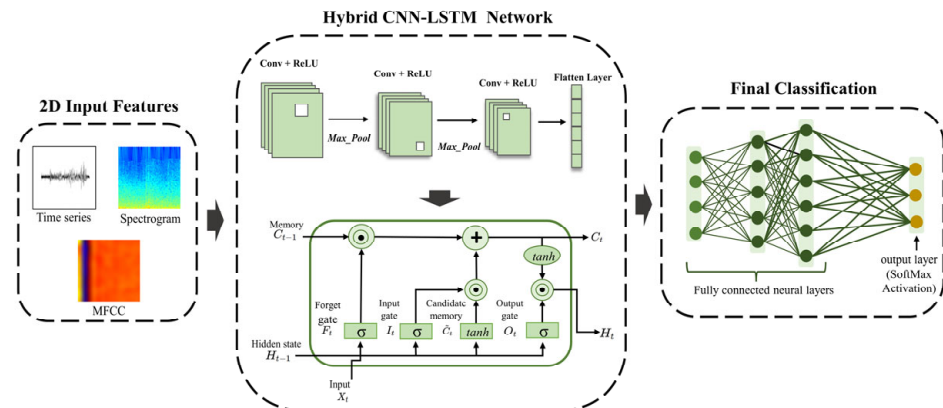 Hybrid CNN-LSTM Network
2D Input Features
Time series
Spectrogram
MFCC
Conv + ReLU
Max_Pool
Conv + ReLU
Max_Pool
Conv + ReLU
Flatten Layer
Memory
C_{t-1}
C_t
tanh
Forget
gate
F_t
σ
Input
gate
I_t
σ
Candidate
memory
C̃_t
tanh
Output
gate
O_t
σ
H_t
Hidden state
H_{t-1}
Input
X_t
Final Classification
Fully connected neural layers
output layer
(SoftMax
Activation)